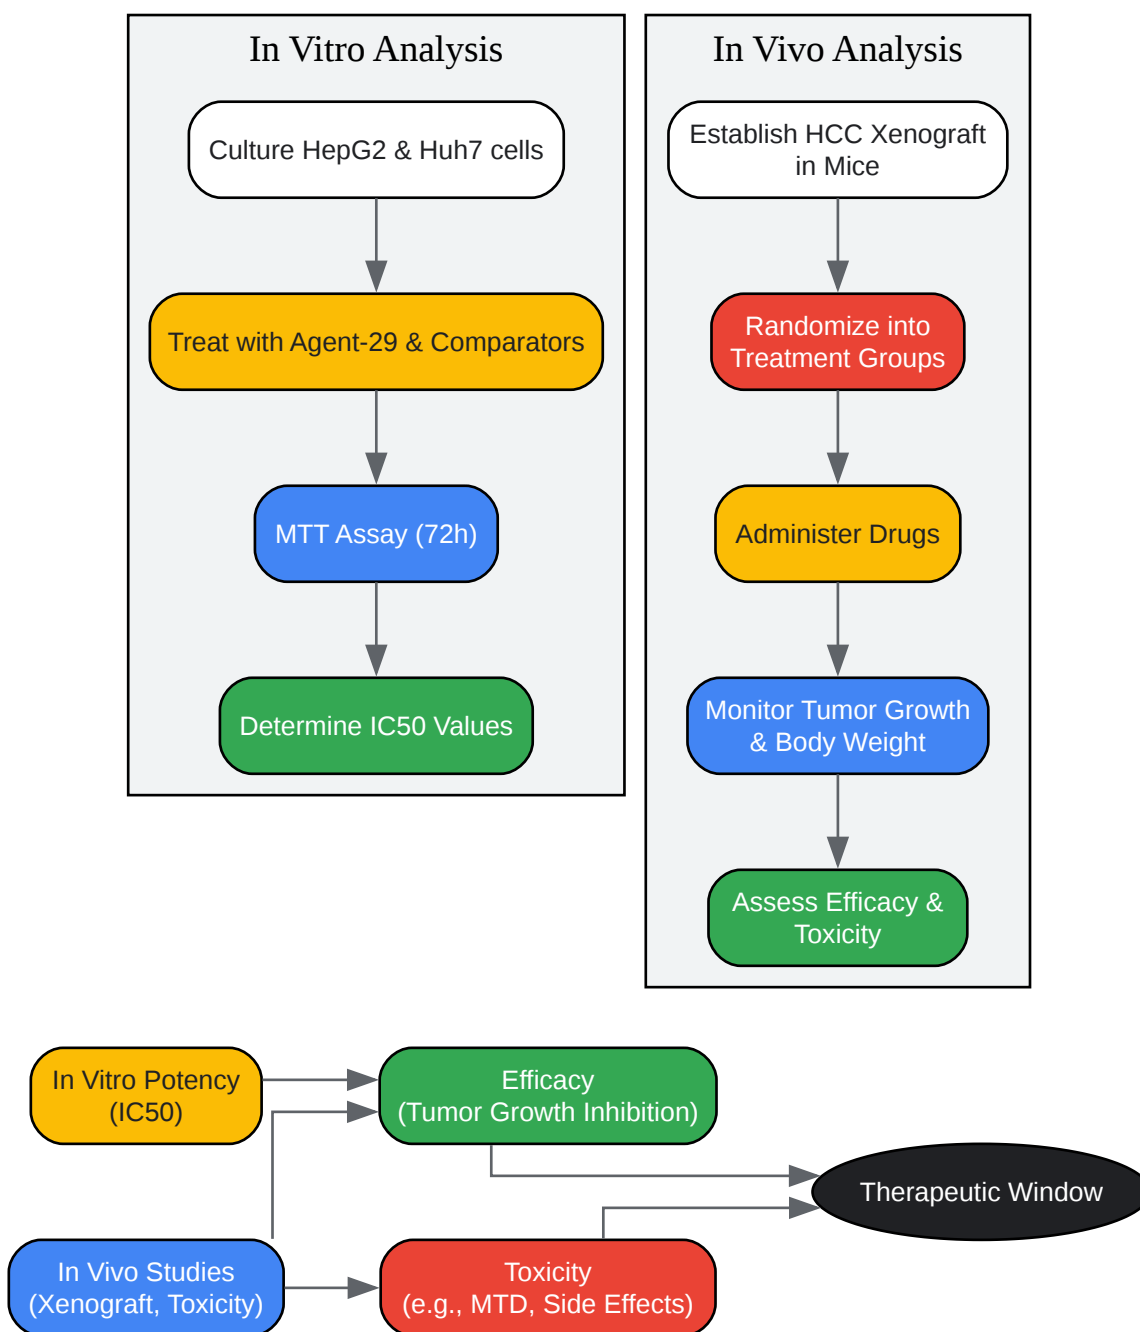 In Vitro Analysis
Culture HepG2 & Huh7 cells
Treat with Agent-29 & Comparators
MTT Assay (72h)
Determine IC50 Values
In Vivo Analysis
Establish HCC Xenograft
in Mice
Randomize into
Treatment Groups
Administer Drugs
Monitor Tumor Growth
& Body Weight
Assess Efficacy &
Toxicity
In Vitro Potency
(IC50)
Efficacy
(Tumor Growth Inhibition)
Therapeutic Window
In Vivo Studies
(Xenograft, Toxicity)
Toxicity
(e.g., MTD, Side Effects)